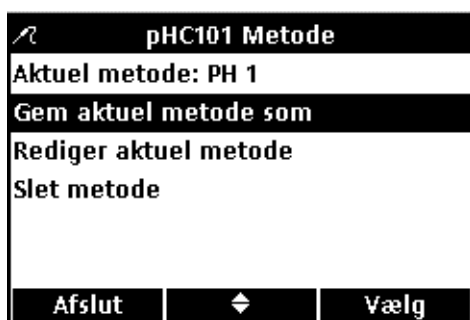 pHC101 Metode
Aktuel metode: PH 1
Gem aktuel metode som
Rediger aktuel metode
Slet metode
Afslut Vælg